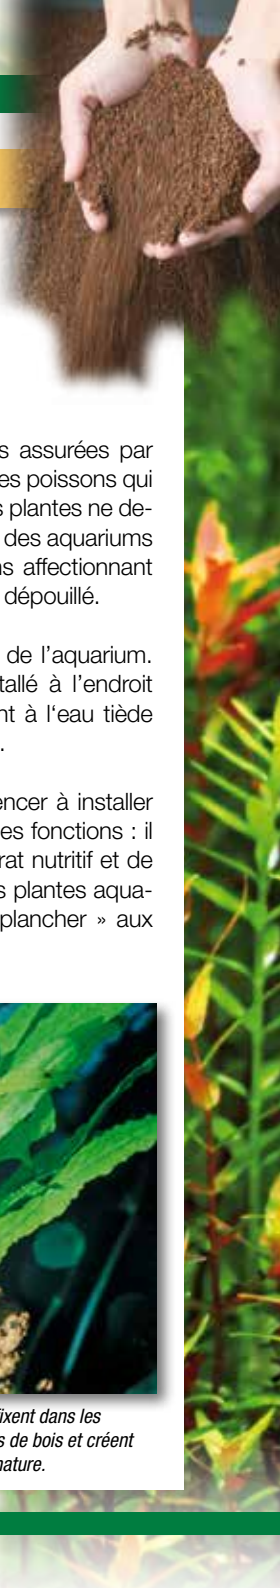 s assurées par
es poissons qui
s plantes ne de-
des aquariums
ns affectionnant
dépouillé.
de l’aquarium.
tallé à l’endroit
nt à l‘eau tiède
.
encer à installer
es fonctions : il
rat nutritif et de
s plantes aqua-
plancher » aux
fixent dans les
s de bois et créent
nature.